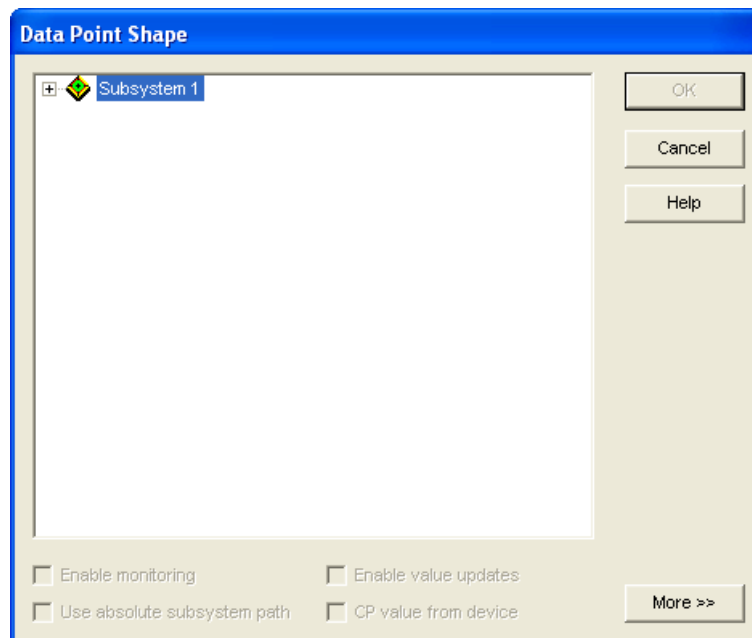 Data Point Shape
Subsystem 1
OK
Cancel
Help
Enable monitoring
Enable value updates
Use absolute subsystem path
CP value from device
More >>